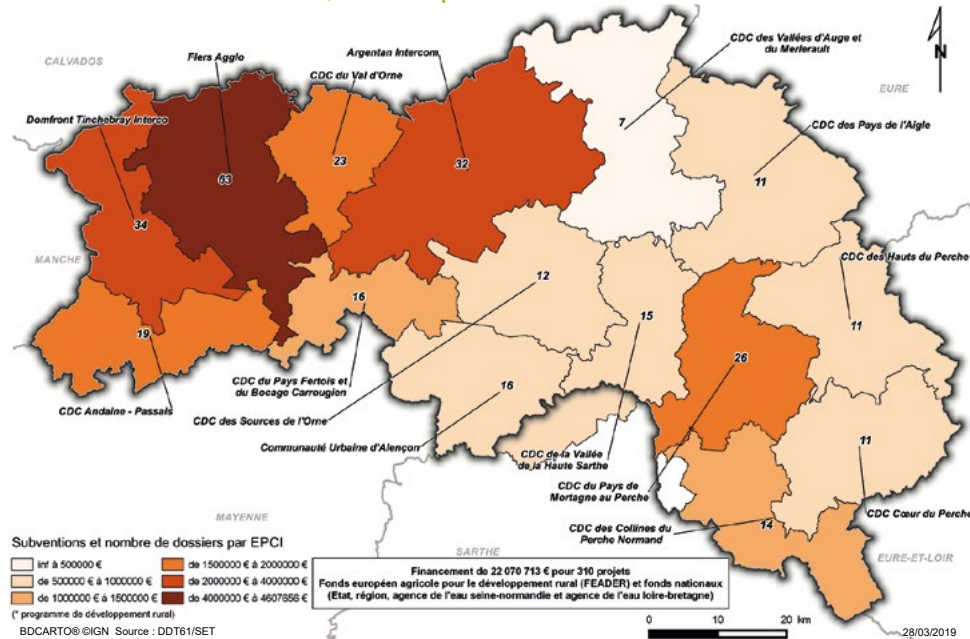 CDC des Vallées d'Auge et
du Merlerault
Flers Agglo
Argentan Intercom
CALVADOS
CDC du Val d'Orne
N
EURE
Domfront Tinchebray Interco
7
CDC des Pays de l'Aigle
23
32
63
11
34
MANCHE
CDC des Hauts du Perche
12
16
15
11
19
26
CDC du Pays Fertois et
du Bocage Carrougien
16
CDC Andaine - Passais
CDC des Sources de l'Orne
11
Communauté Urbaine d'Alençon
CDC de la Vallée
de la Haute Sarthe
CDC du Pays de
Mortagne au Perche
MAYENNE
CDC Cœur du Perche
CDC des Collines du
Perche Normand
14
SARTHE
EURE-ET-LOIR
Subventions et nombre de dossiers par EPCI
inf à 500000 €
de 500000 € à 1000000 €
de 1000000 € à 1500000 €
de 1500000 € à 2000000 €
de 2000000 € à 4000000 €
de 4000000 € à 4607656 €
(* programme de développement rural)
Financement de 22 070 713 € pour 310 projets
Fonds européen agricole pour le développement rural (FEADER) et fonds nationaux
(Etat, région, agence de l'eau seine-normandie et agence de l'eau loire-bretagne)
0 10 20 km
BDCARTO® ©IGN Source : DDT61/SET
28/03/2019